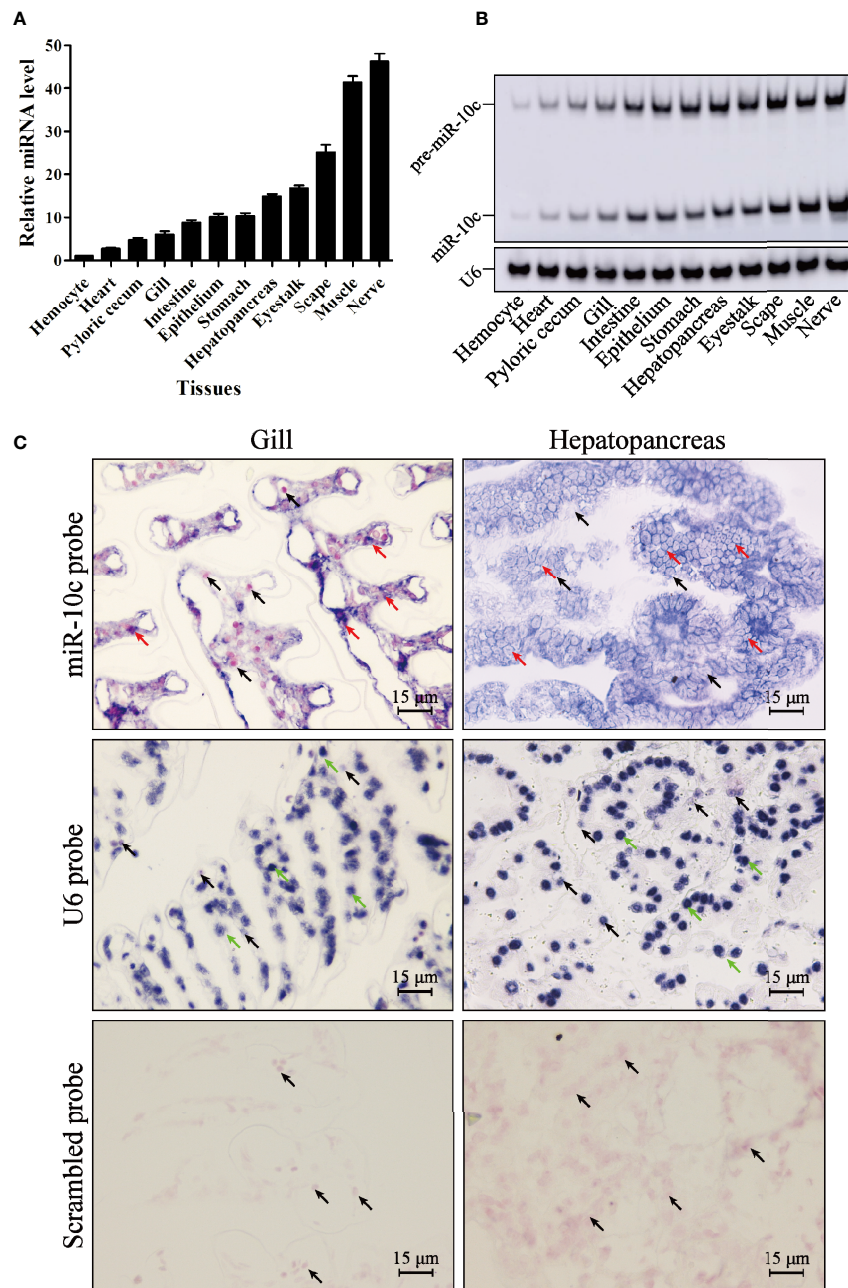 A
Relative miRNA level
50
40
30
20
10
0
Hemocyte
Heart
Pyloric cecum
Gill
Intestine
Epithelium
Stomach
Hepatopancreas
Eyestalk
Scape
Muscle
Nerve
Tissues
B
pre-miR-10c
miR-10c
U6
Hemocyte
Heart
Pyloric cecum
Gill
Intestine
Epithelium
Stomach
Hepatopancreas
Eyestalk
Scape
Muscle
Nerve
C
Gill
Hepatopancreas
miR-10c probe
15 μm
15 μm
U6 probe
15 μm
15 μm
Scrambled probe
15 μm
15 μm